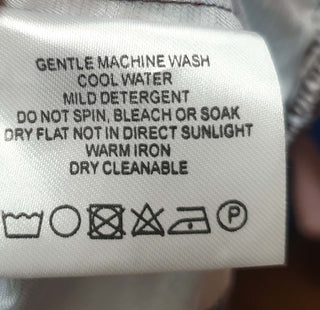 GENTLE MACHINE WASH
COOL WATER
MILD DETERGENT
DO NOT SPIN, BLEACH OR SOAK
DRY FLAT NOT IN DIRECT SUNLIGHT
WARM IRON
DRY CLEANABLE
P